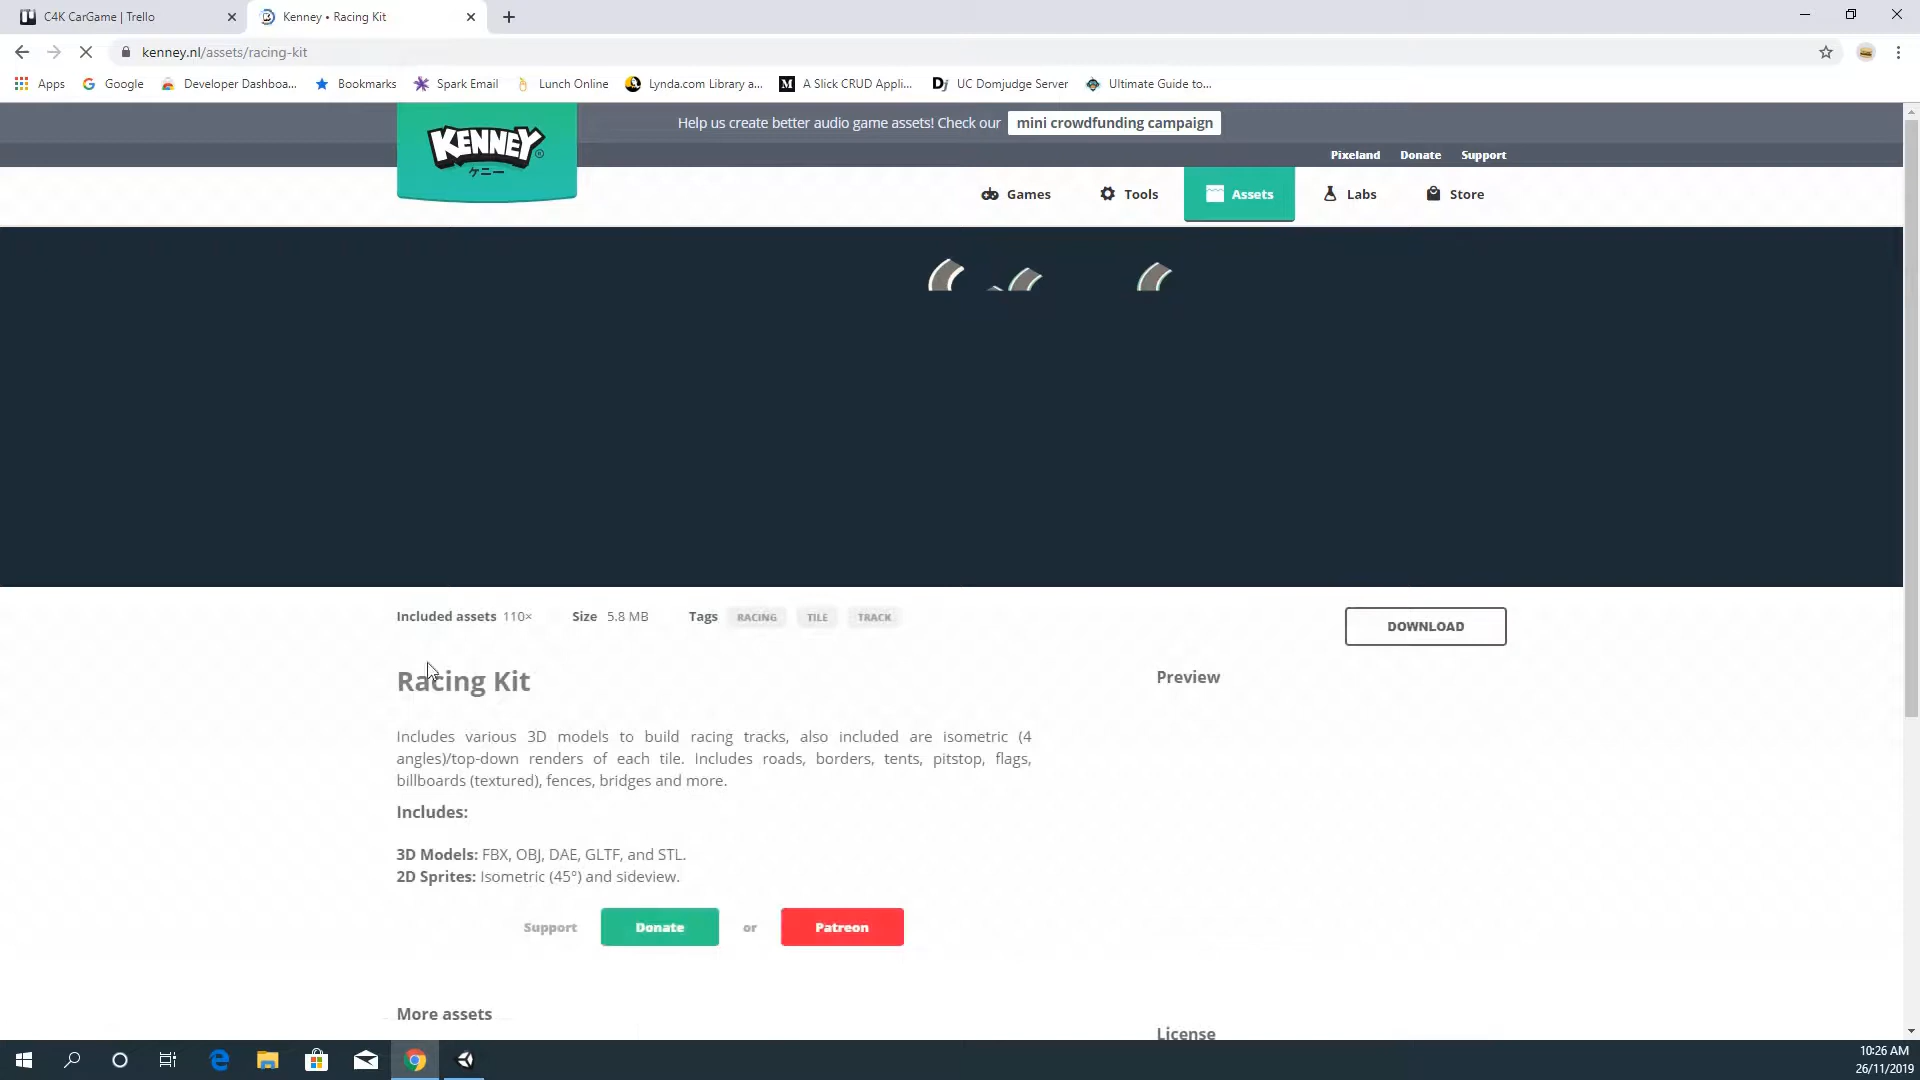 C4K CarGame | Trello
Kenney • Racing Kit
kenney.nl/assets/racing-kit
Apps
Google
Developer Dashboa...
Bookmarks
Spark Email
Lunch Online
Lynda.com Library a...
M A Slick CRUD Appli...
Dj UC Domjudge Server
Ultimate Guide to...
Help us create better audio game assets! Check our mini crowdfunding campaign
KENNEY®
ケニー
Pixeland Donate Support
Games Tools Assets Labs Store
Included assets 110× Size 5.8 MB Tags RACING TILE TRACK
DOWNLOAD
Racing Kit
Preview
Includes various 3D models to build racing tracks, also included are isometric (4
angles)/top-down renders of each tile. Includes roads, borders, tents, pitstop, flags,
billboards (textured), fences, bridges and more.
Includes:
3D Models: FBX, OBJ, DAE, GLTF, and STL.
2D Sprites: Isometric (45°) and sideview.
Support Donate or Patreon
More assets
License
10:26 AM
26/11/2019